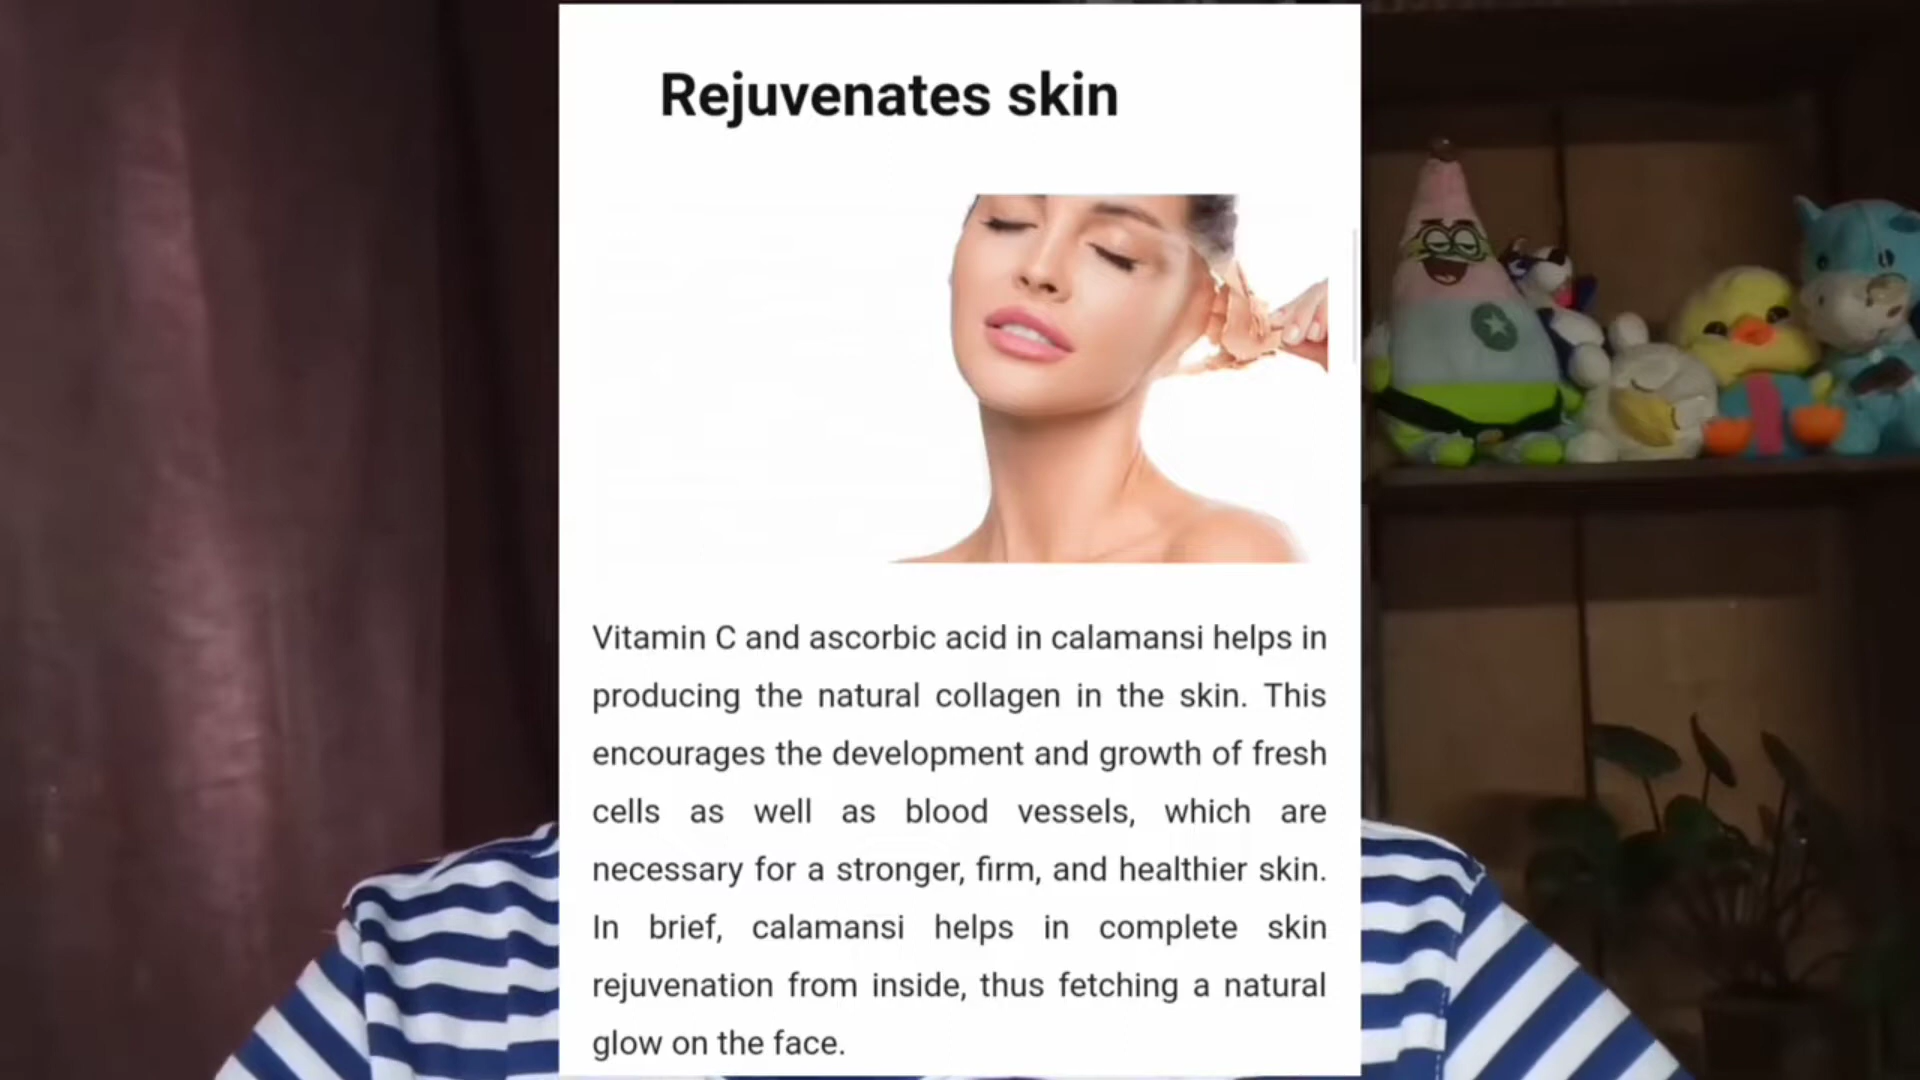 Rejuvenates skin
Vitamin C and ascorbic acid in calamansi helps in
producing the natural collagen in the skin. This
encourages the development and growth of fresh
cells as well as blood vessels, which are
necessary for a stronger, firm, and healthier skin.
In brief, calamansi helps in complete skin
rejuvenation from inside, thus fetching a natural
glow on the face.